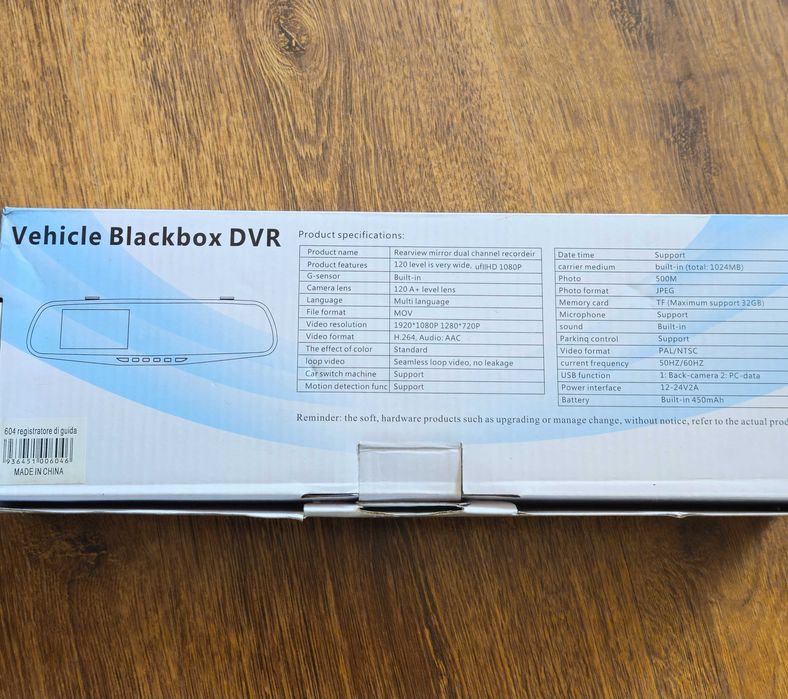 Vehicle Blackbox DVR
Product specifications:
Product name Rearview mirror dual channel recordeir
Product features 120 level is very wide, ufllHD 1080P
G-sensor Built-in
Camera lens 120 A+ level lens
Language Multi language
File format MOV
Video resolution 1920*1080P 1280*720P
Video format H.264, Audio: AAC
The effect of color Standard
loop video Seamless loop video, no leakage
Car switch machine Support
Motion detection func Support
Date time Support
carrier medium built-in (total: 1024MB)
Photo 500M
Photo format JPEG
Memory card TF (Maximum support 32GB)
Microphone Support
sound Built-in
Parking control Support
Video format PAL/NTSC
current frequency 50HZ/60HZ
USB function 1: Back-camera 2: PC-data
Power interface 12-24V2A
Battery Built-in 450mAh
Reminder: the soft, hardware products such as upgrading or manage change, without notice, refer to the actual prod
604 registratore di guida
936451 006046
MADE IN CHINA